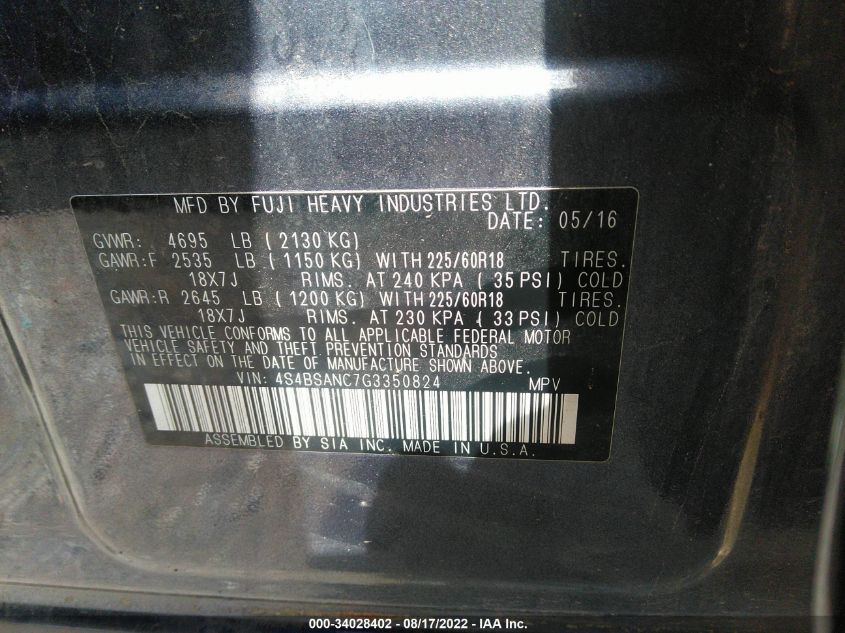 MFD BY FUJI HEAVY INDUSTRIES LTD.
DATE: 05/16
GVWR: 4695 LB ( 2130 KG)
GAWR:F 2535 LB ( 1150 KG) WITH 225/60R18 TIRES.
18X7J RIMS. AT 240 KPA ( 35 PSI) COLD
GAWR:R 2645 LB ( 1200 KG) WITH 225/60R18 TIRES.
18X7J RIMS. AT 230 KPA ( 33 PSI) COLD
THIS VEHICLE CONFORMS TO ALL APPLICABLE FEDERAL MOTOR
VEHICLE SAFETY AND THEFT PREVENTION STANDARDS
IN EFFECT ON THE DATE OF MANUFACTURE SHOWN ABOVE.
VIN: 4S4BSANC7G3350824 MPV
ASSEMBLED BY SIA INC. MADE IN U.S.A.
000-34028402 - 08/17/2022 - IAA Inc.